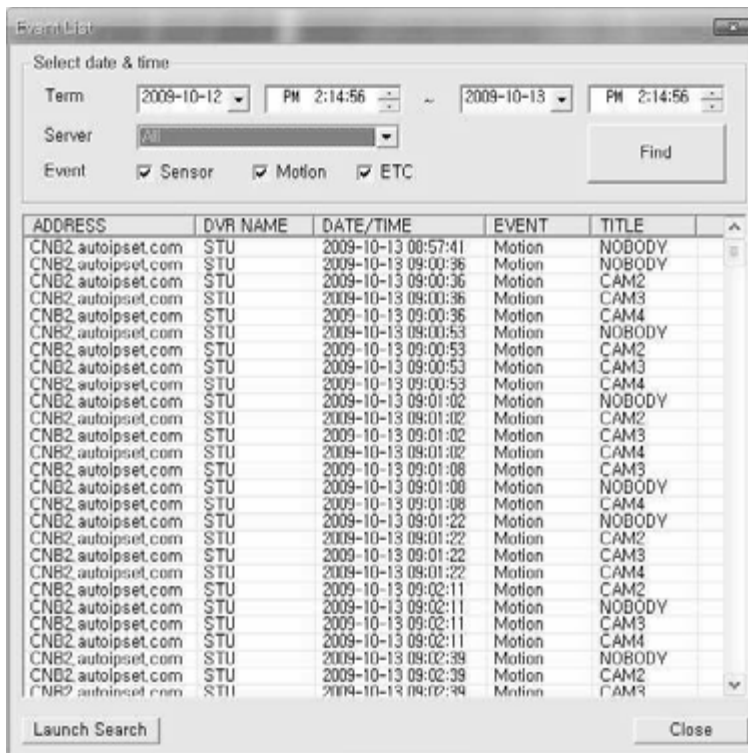 Event List
Select date & time
Term 2009-10-12 PM 2:14:56 ~ 2009-10-13 PM 2:14:56
Server All
Find
Event Sensor Motion ETC
ADDRESS DVR NAME DATE/TIME EVENT TITLE
CNB2.autoipset.com STU 2009-10-13 08:57:41 Motion NOBODY
CNB2.autoipset.com STU 2009-10-13 09:00:36 Motion NOBODY
CNB2.autoipset.com STU 2009-10-13 09:00:36 Motion CAM2
CNB2.autoipset.com STU 2009-10-13 09:00:36 Motion CAM3
CNB2.autoipset.com STU 2009-10-13 09:00:36 Motion CAM4
CNB2.autoipset.com STU 2009-10-13 09:00:53 Motion NOBODY
CNB2.autoipset.com STU 2009-10-13 09:00:53 Motion CAM2
CNB2.autoipset.com STU 2009-10-13 09:00:53 Motion CAM3
CNB2.autoipset.com STU 2009-10-13 09:00:53 Motion CAM4
CNB2.autoipset.com STU 2009-10-13 09:01:02 Motion NOBODY
CNB2.autoipset.com STU 2009-10-13 09:01:02 Motion CAM2
CNB2.autoipset.com STU 2009-10-13 09:01:02 Motion CAM3
CNB2.autoipset.com STU 2009-10-13 09:01:02 Motion CAM4
CNB2.autoipset.com STU 2009-10-13 09:01:08 Motion CAM3
CNB2.autoipset.com STU 2009-10-13 09:01:08 Motion NOBODY
CNB2.autoipset.com STU 2009-10-13 09:01:08 Motion CAM4
CNB2.autoipset.com STU 2009-10-13 09:01:22 Motion NOBODY
CNB2.autoipset.com STU 2009-10-13 09:01:22 Motion CAM2
CNB2.autoipset.com STU 2009-10-13 09:01:22 Motion CAM3
CNB2.autoipset.com STU 2009-10-13 09:01:22 Motion CAM4
CNB2.autoipset.com STU 2009-10-13 09:02:11 Motion CAM2
CNB2.autoipset.com STU 2009-10-13 09:02:11 Motion NOBODY
CNB2.autoipset.com STU 2009-10-13 09:02:11 Motion CAM3
CNB2.autoipset.com STU 2009-10-13 09:02:11 Motion CAM4
CNB2.autoipset.com STU 2009-10-13 09:02:39 Motion NOBODY
CNB2.autoipset.com STU 2009-10-13 09:02:39 Motion CAM2
CNB2.autoipset.com STU 2009-10-13 09:02:39 Motion CAM3
Launch Search Close